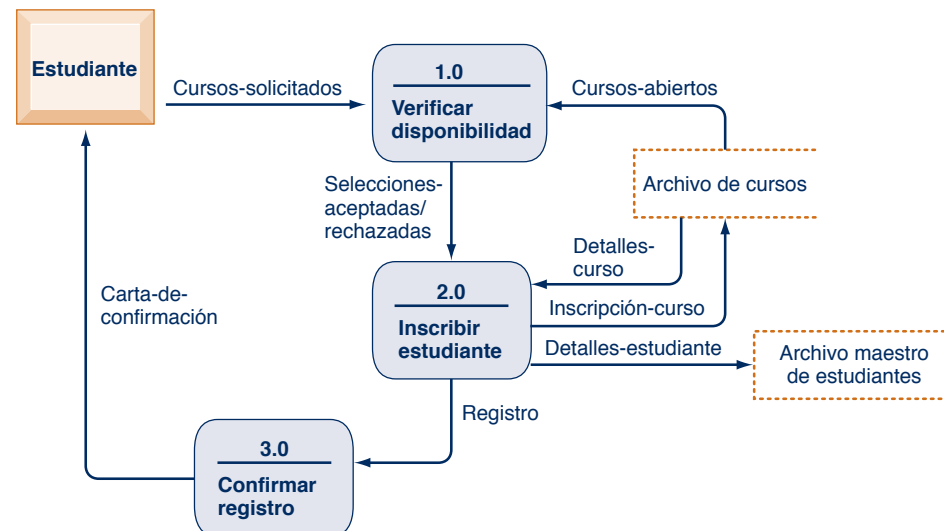 Estudiante
Cursos-solicitados
1.0
Verificar
disponibilidad
Cursos-abiertos
Archivo de cursos
Selecciones-
aceptadas/
rechazadas
Detalles-
curso
2.0
Inscribir
estudiante
Inscripción-curso
Detalles-estudiante
Archivo maestro
de estudiantes
Carta-de-
confirmación
Registro
3.0
Confirmar
registro